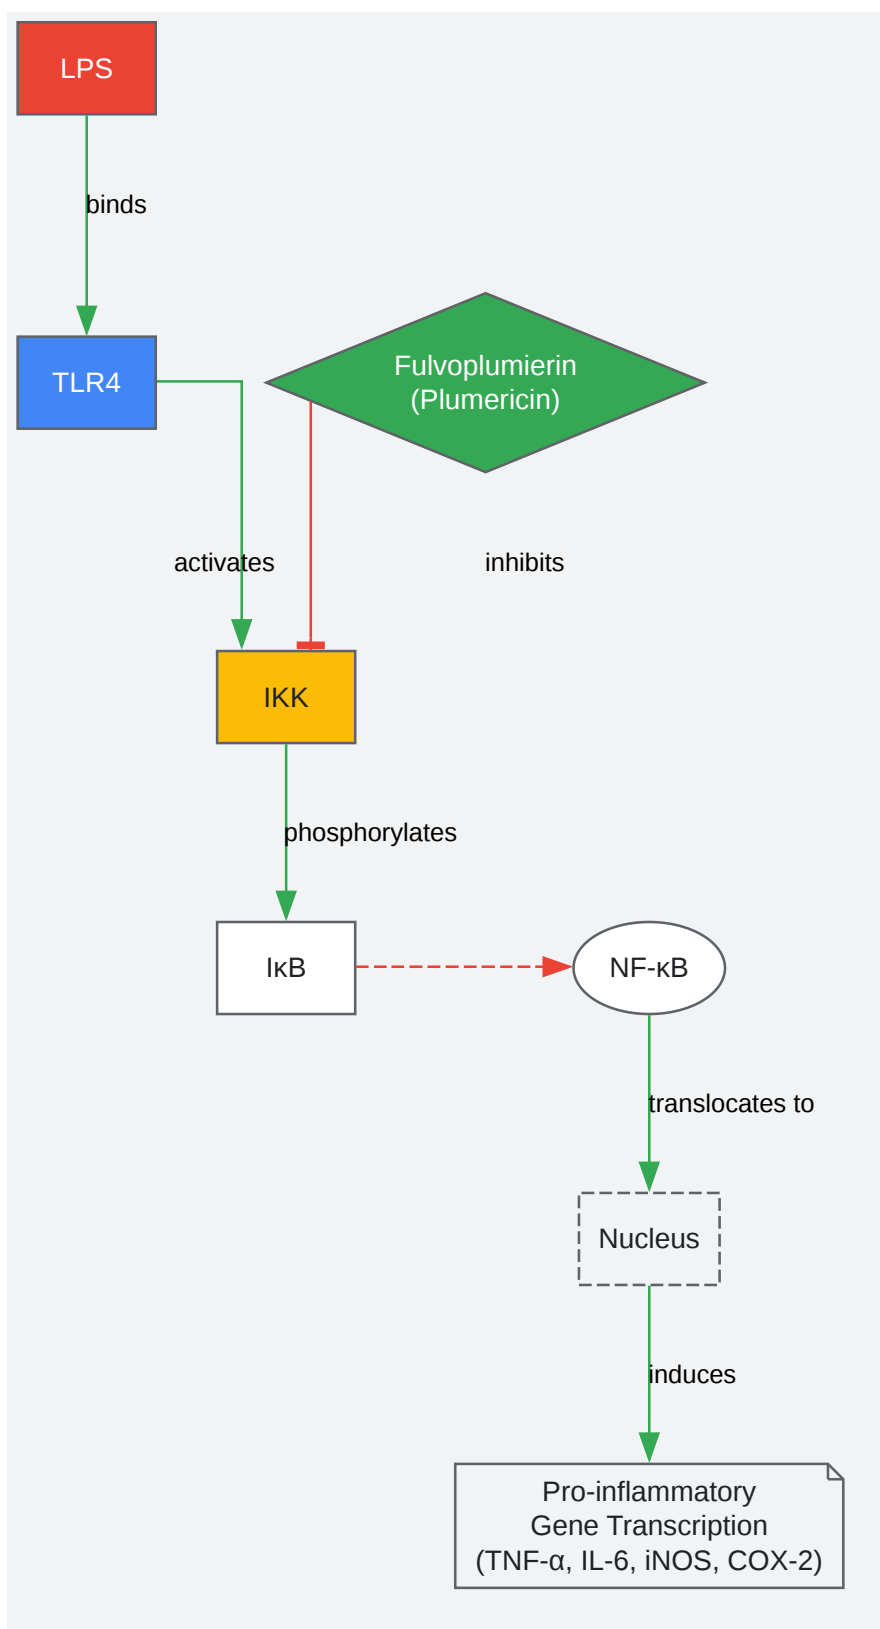 LPS
binds
TLR4
Fulvoplumierin
(Plumericin)
activates
inhibits
IKK
phosphorylates
IκB
NF-κB
translocates to
Nucleus
induces
Pro-inflammatory
Gene Transcription
(TNF-α, IL-6, iNOS, COX-2)